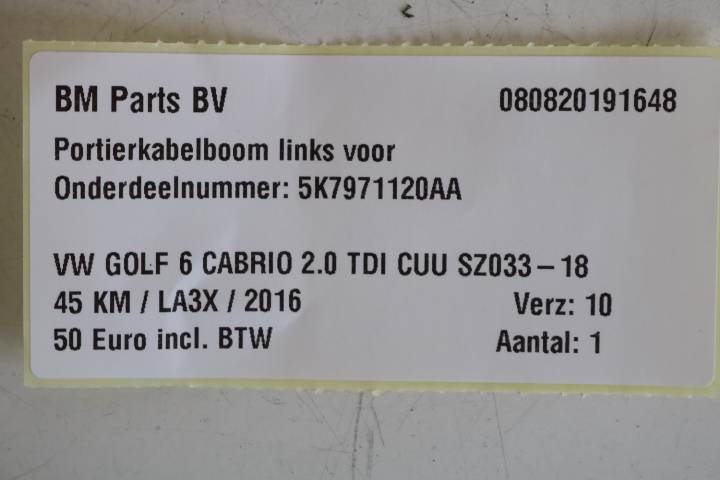 BM Parts BV 080820191648
Portierkabelboom links voor
Onderdeelnummer: 5K7971120AA
VW GOLF 6 CABRIO 2.0 TDI CUU SZ033-18
45 KM / LA3X / 2016 Verz: 10
50 Euro incl. BTW Aantal: 1